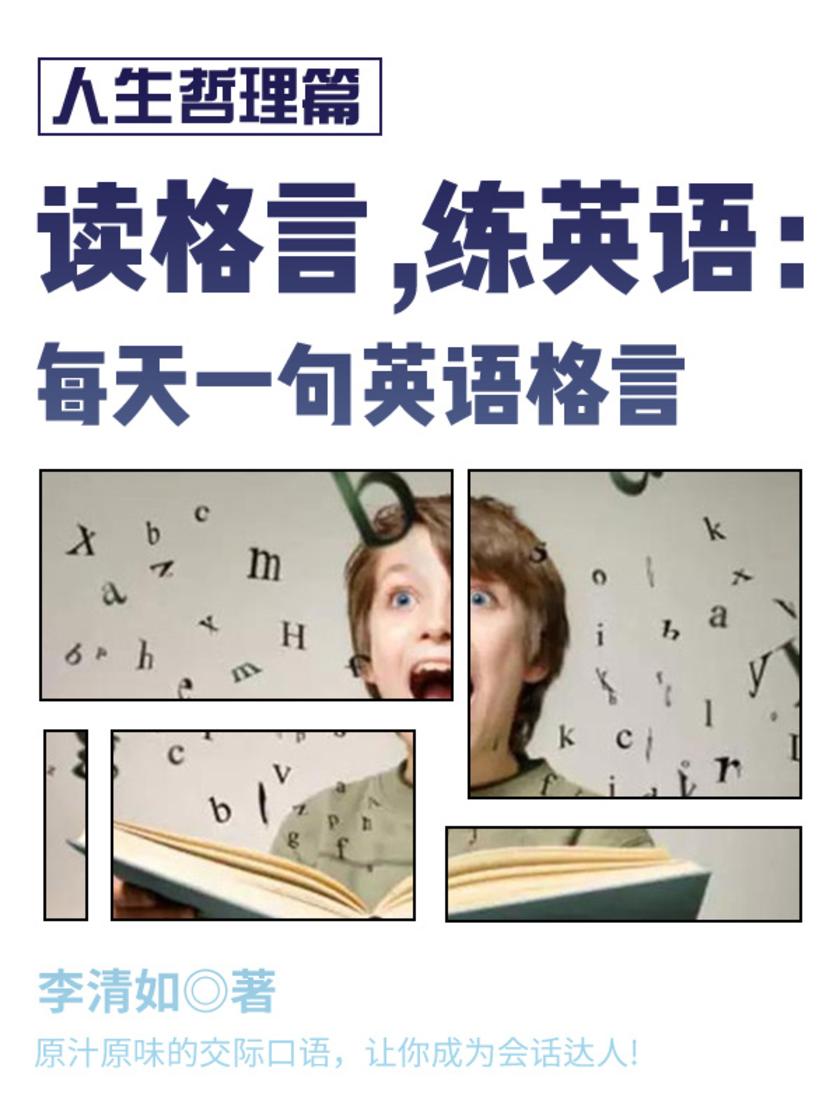 人生哲理篇
读格言,练英语:
每天一句英语格言
李清如◎著
原汁原味的交际口语，让你成为会话达人!